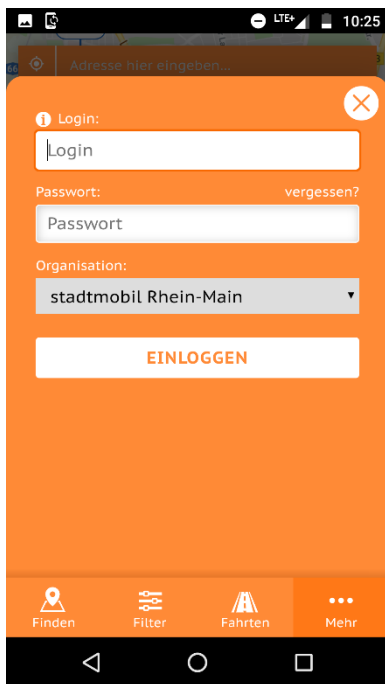 LTE+ 10:25
66 Adresse hier eingeben...
Login:
Login
Passwort: vergessen?
Passwort
Organisation:
stadtmobil Rhein-Main
EINLOGGEN
Finden Filter Fahrten Mehr